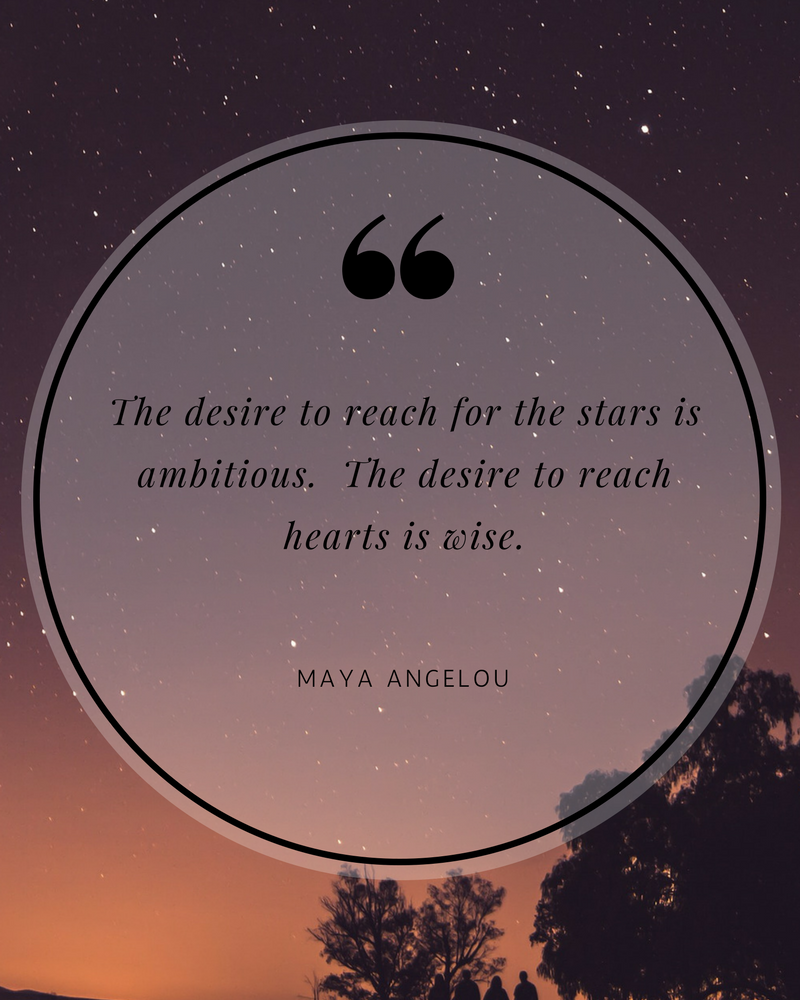 ❝
The desire to reach for the stars is
ambitious.  The desire to reach
hearts is wise.
MAYA ANGELOU